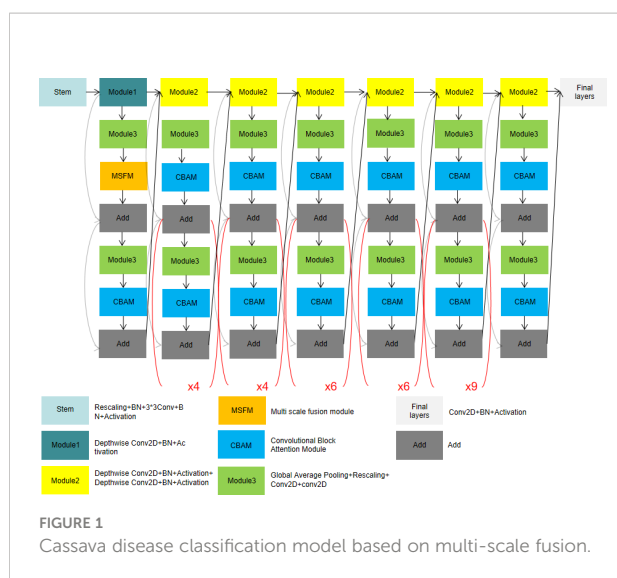 Stem Module1 Module2 Module2 Module2 Module2 Module2 Module2 Final layers
Module3 Module3 Module3 Module3 Module3 Module3 Module3
MSFM CBAM CBAM CBAM CBAM CBAM CBAM
Add Add Add Add Add Add Add
Module3 Module3 Module3 Module3 Module3 Module3 Module3
CBAM CBAM CBAM CBAM CBAM CBAM CBAM
Add Add Add Add Add Add Add
x4 x4 x6 x6 x9
Stem Rescaling+BN+3*3Conv+B
N+Activation
MSFM Multi scale fusion module
Final
layers Conv2D+BN+Activation
Module1 Depthwise Conv2D+BN+Ac
tivation
CBAM Convolutional Block
Attention Module
Add Add
Module2 Depthwise Conv2D+BN+Activation+
Depthwise Conv2D+BN+Activation
Module3 Global Average Pooling+Rescaling+
Conv2D+conv2D
FIGURE 1
Cassava disease classification model based on multi-scale fusion.